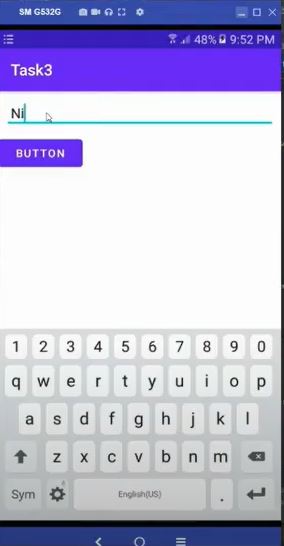 SM G532G
48% 9:52 PM
Task3
Ni
BUTTON
1 2 3 4 5 6 7 8 9 0
q w e r t y u i o p
a s d f g h j k l
z x c v b n m
Sym English(US) .